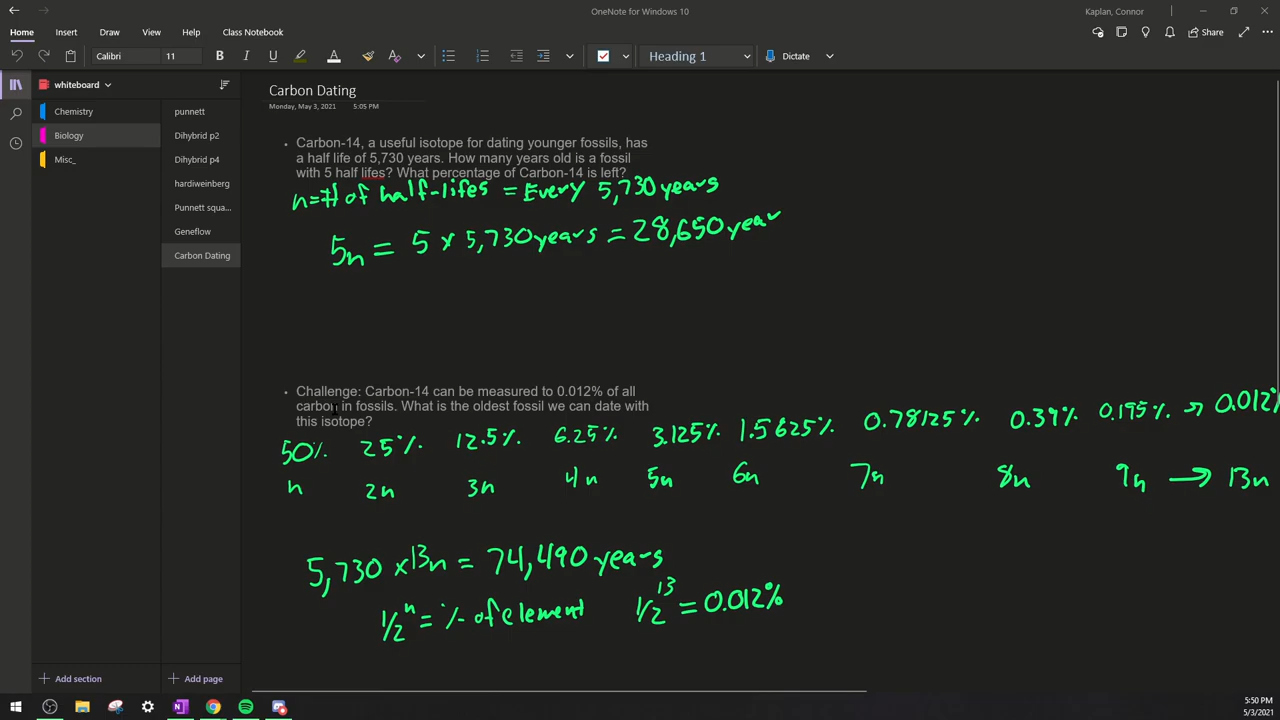 OneNote for Windows 10
Kaplan, Connor
Home Insert Draw View Help Class Notebook
Share
Calibri 11 B I U A Heading 1 Dictate
whiteboard
Chemistry
Biology
Misc_
punnett
Dihybrid p2
Dihybrid p4
hardiweinberg
Punnett squa...
Geneflow
Carbon Dating
Add section
Add page
Carbon Dating
Monday, May 3, 2021 5:05 PM
• Carbon-14, a useful isotope for dating younger fossils, has
a half life of 5,730 years. How many years old is a fossil
with 5 half lifes? What percentage of Carbon-14 is left?
n=# of half-lifes = Every 5,730 years
5n = 5 x 5,730 years = 28,650 year
• Challenge: Carbon-14 can be measured to 0.012% of all
carbon in fossils. What is the oldest fossil we can date with
this isotope?
50% 25% 12.5% 6.25% 3.125% 1.5625% 0.78125% 0.39% 0.195% → 0.012%
n 2n 3n 4n 5n 6n 7n 8n 9n → 13n
5,730 x 13n = 74,490 years
1/2^n = % of element 1/2^13 = 0.012%
5:50 PM
5/3/2021